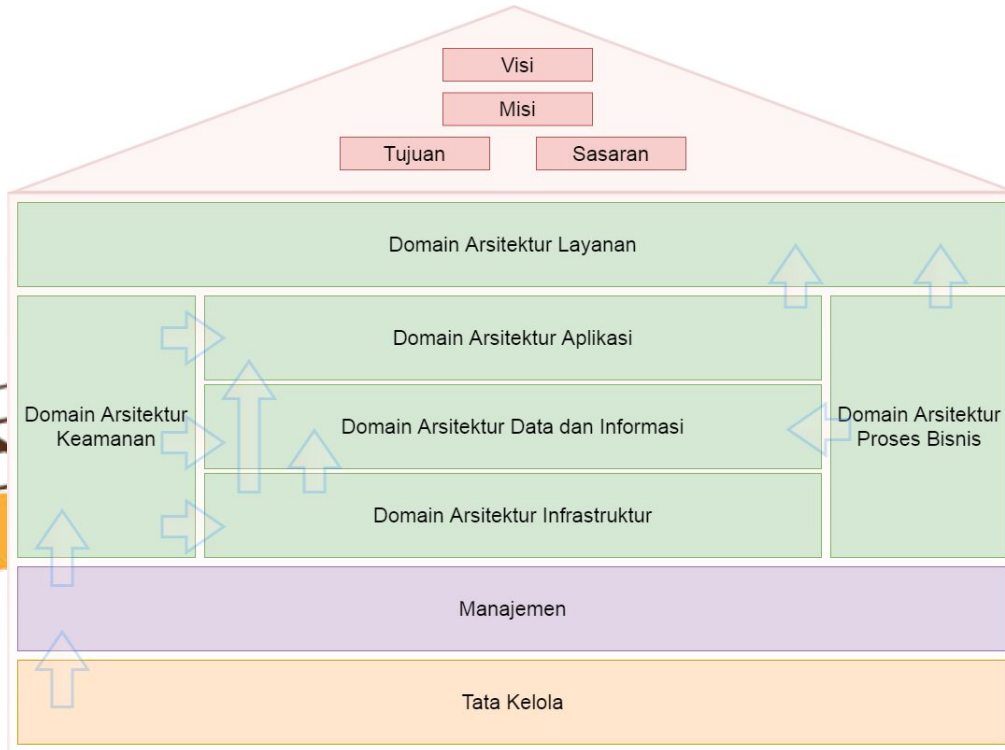 Visi
Misi
Tujuan
Sasaran
Domain Arsitektur Layanan
Domain Arsitektur Aplikasi
Domain Arsitektur
Keamanan
Domain Arsitektur Data dan Informasi
Domain Arsitektur
Proses Bisnis
Domain Arsitektur Infrastruktur
Manajemen
Tata Kelola